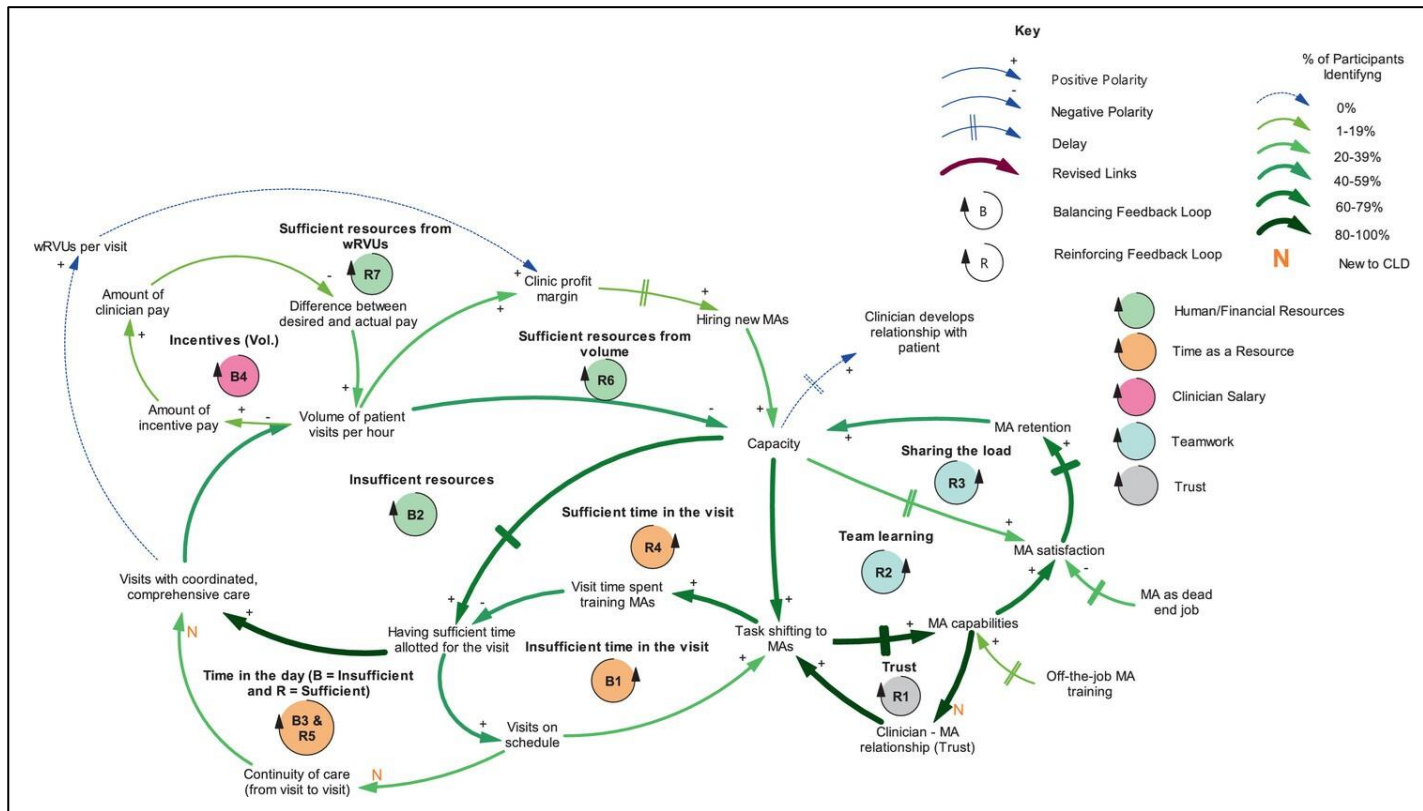 Key
+
Positive Polarity
-
Negative Polarity
Delay
Revised Links
B
Balancing Feedback Loop
R
Reinforcing Feedback Loop
% of Participants
Identifyng
0%
1-19%
20-39%
40-59%
60-79%
80-100%
N
New to CLD
Human/Financial Resources
Time as a Resource
Clinician Salary
Teamwork
Trust
wRVUs per visit
+
Sufficient resources from
wRVUs
R7
Amount of
clinician pay
+
-
Difference between
desired and actual pay
+
+
Clinic profit
margin
+
Hiring new MAs
Clinician develops
relationship with
patient
+
Incentives (Vol.)
B4
Sufficient resources from
volume
R6
Amount of
incentive pay
+
-
+
Volume of patient
visits per hour
-
+
Capacity
+
MA retention
+
Sharing the load
R3
Insufficent resources
B2
Sufficient time in the visit
R4
Team learning
R2
+
MA satisfaction
+
-
MA as dead
end job
Visits with coordinated,
comprehensive care
+
N
Visit time spent
training MAs
+
+
-
Having sufficient time
allotted for the visit
+
Task shifting to
MAs
+
+
+
MA capabilities
+
Off-the-job MA
training
Insufficient time in the visit
B1
Trust
R1
N
Clinician - MA
relationship (Trust)
Time in the day (B = Insufficient
and R = Sufficient)
B3 &
R5
+
Visits on
schedule
N
Continuity of care
(from visit to visit)